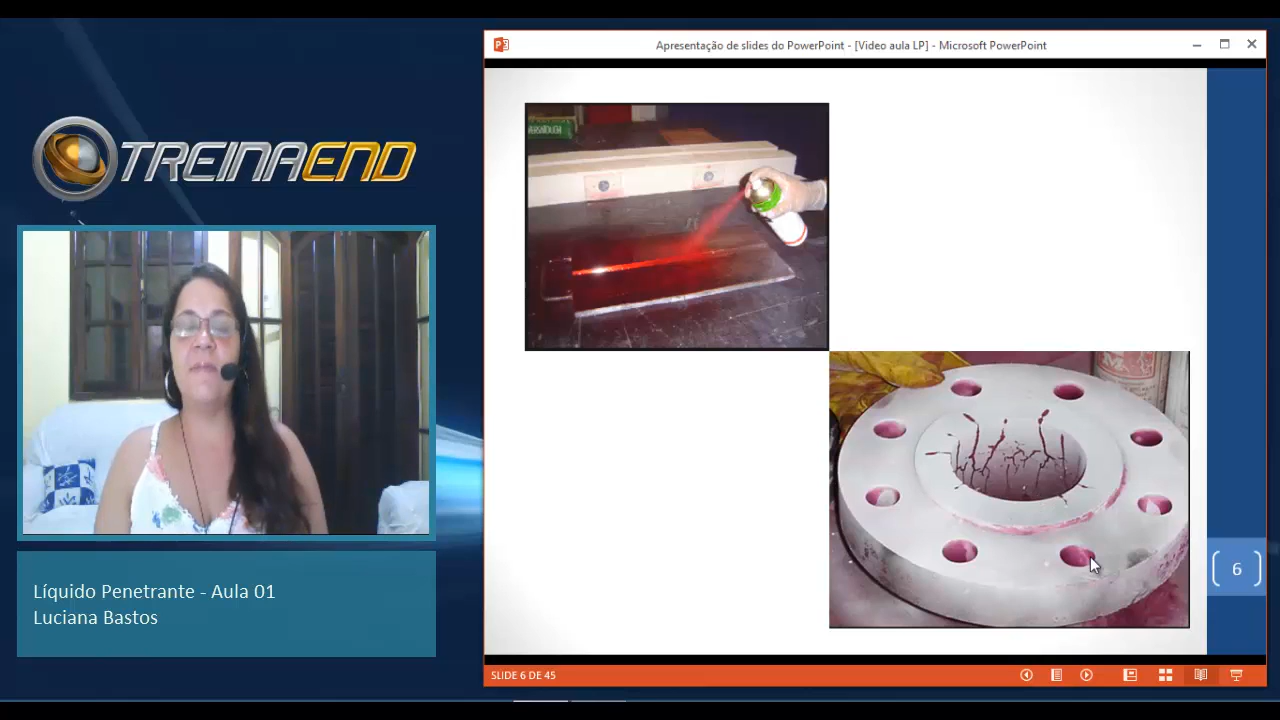 TREINAEND
Líquido Penetrante - Aula 01
Luciana Bastos
Apresentação de slides do PowerPoint - [Video aula LP] - Microsoft PowerPoint
6
SLIDE 6 DE 45